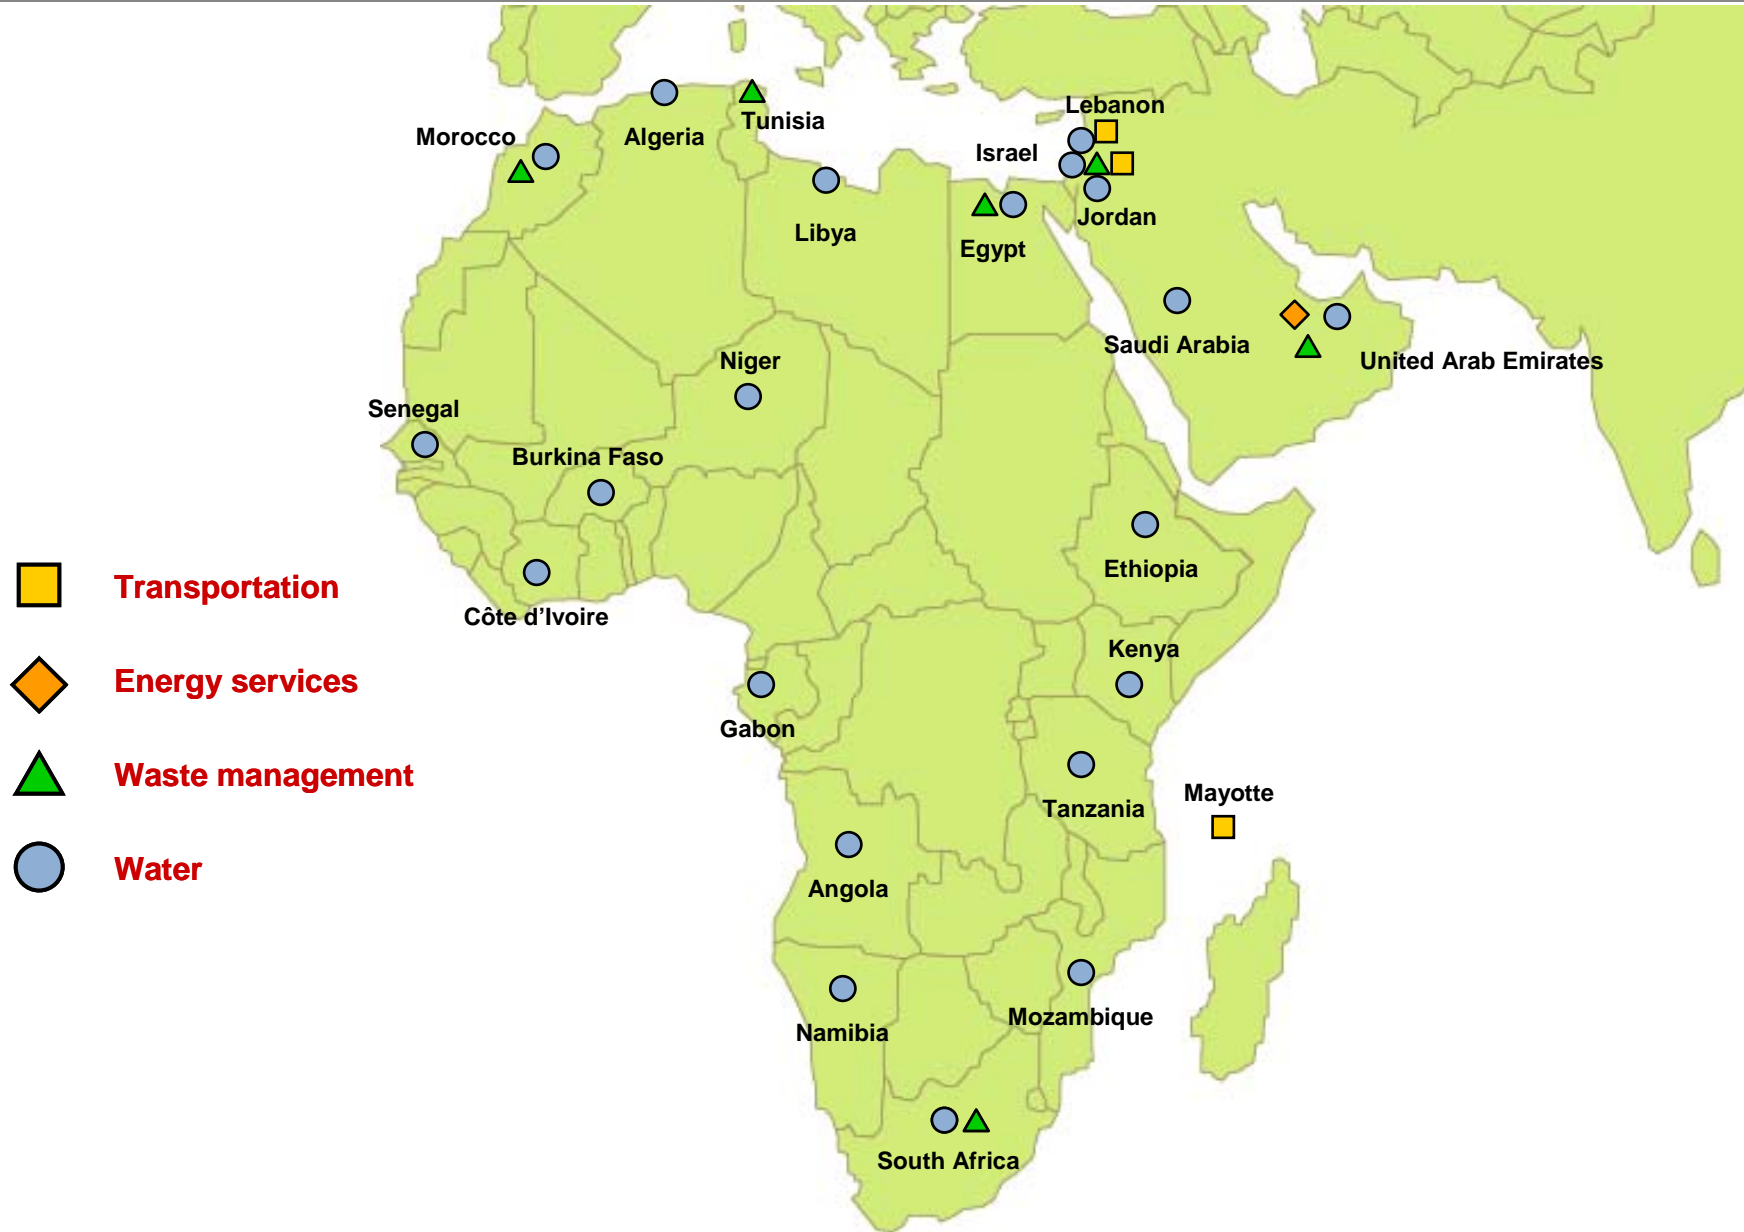 Lebanon
Tunisia
Morocco
Algeria
Israel
Jordan
Libya
Egypt
Saudi Arabia
United Arab Emirates
Niger
Senegal
Burkina Faso
Ethiopia
Côte d’Ivoire
Kenya
Gabon
Mayotte
Tanzania
Angola
Mozambique
Namibia
South Africa
Transportation
Energy services
Waste management
Water